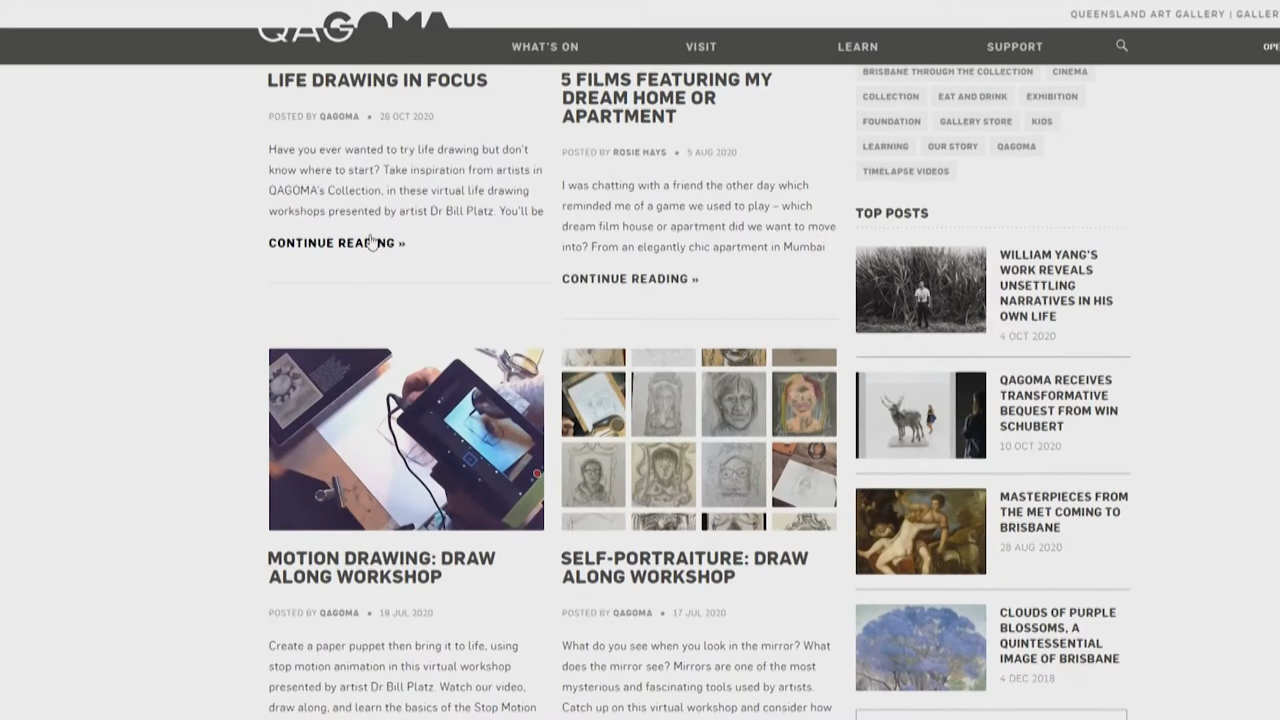 QUEENSLAND ART GALLERY | GALLER
QAGOMA
WHAT'S ON
VISIT
LEARN
SUPPORT
OPE
LIFE DRAWING IN FOCUS
POSTED BY QAGOMA • 26 OCT 2020
Have you ever wanted to try life drawing but don't
know where to start? Take inspiration from artists in
QAGOMA's Collection, in these virtual life drawing
workshops presented by artist Dr Bill Platz. You'll be
CONTINUE READING »
5 FILMS FEATURING MY
DREAM HOME OR
APARTMENT
POSTED BY ROSIE HAYS • 5 AUG 2020
I was chatting with a friend the other day which
reminded me of a game we used to play – which
dream film house or apartment did we want to move
into? From an elegantly chic apartment in Mumbai
CONTINUE READING »
MOTION DRAWING: DRAW
ALONG WORKSHOP
POSTED BY QAGOMA • 19 JUL 2020
Create a paper puppet then bring it to life, using
stop motion animation in this virtual workshop
presented by artist Dr Bill Platz. Watch our video,
draw along, and learn the basics of the Stop Motion
SELF-PORTRAITURE: DRAW
ALONG WORKSHOP
POSTED BY QAGOMA • 17 JUL 2020
What do you see when you look in the mirror? What
does the mirror see? Mirrors are one of the most
mysterious and fascinating tools used by artists.
Catch up on this virtual workshop and consider how
BRISBANE THROUGH THE COLLECTION CINEMA
COLLECTION EAT AND DRINK EXHIBITION
FOUNDATION GALLERY STORE KIDS
LEARNING OUR STORY QAGOMA
TIMELAPSE VIDEOS
TOP POSTS
WILLIAM YANG'S
WORK REVEALS
UNSETTLING
NARRATIVES IN HIS
OWN LIFE
4 OCT 2020
QAGOMA RECEIVES
TRANSFORMATIVE
BEQUEST FROM WIN
SCHUBERT
10 OCT 2020
MASTERPIECES FROM
THE MET COMING TO
BRISBANE
28 AUG 2020
CLOUDS OF PURPLE
BLOSSOMS, A
QUINTESSENTIAL
IMAGE OF BRISBANE
4 DEC 2018